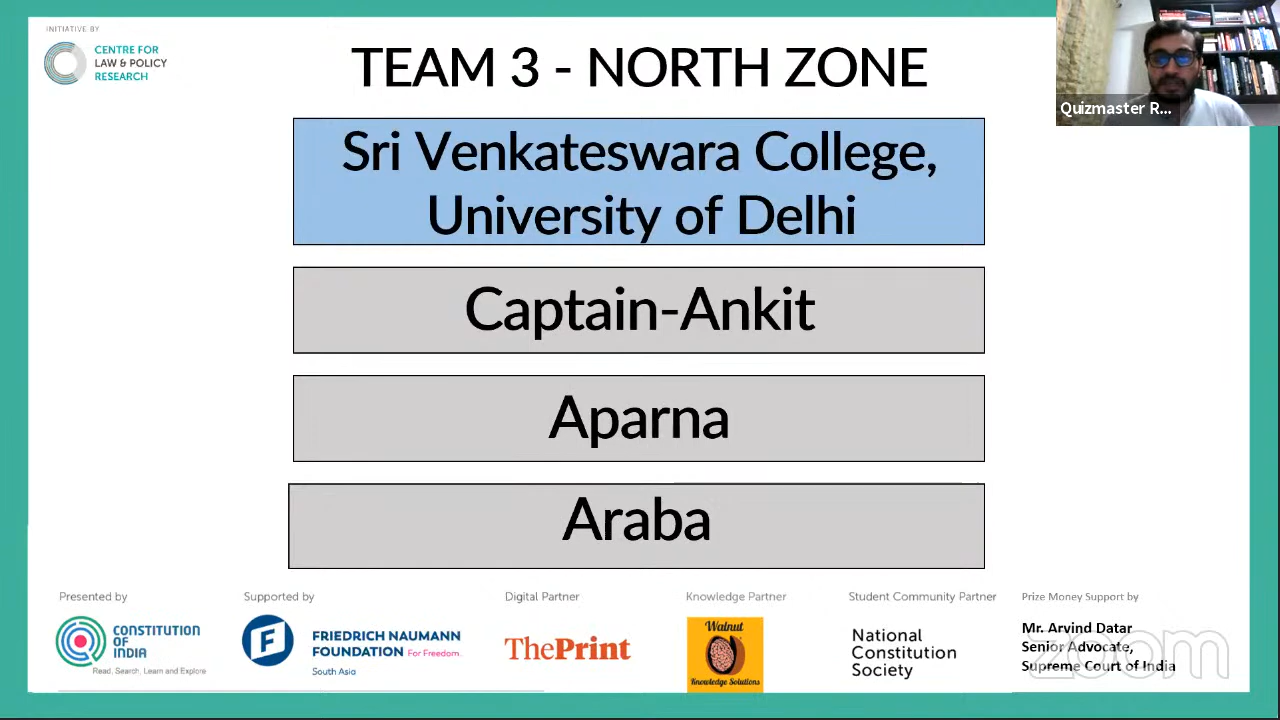 INITIATIVE BY
CENTRE FOR
LAW & POLICY
RESEARCH
TEAM 3 - NORTH ZONE
Quizmaster R...
Sri Venkateswara College,
University of Delhi
Captain-Ankit
Aparna
Araba
Presented by
CONSTITUTION
OF
INDIA
Read, Search, Learn and Explore
Supported by
F
FRIEDRICH NAUMANN
FOUNDATION For Freedom.
South Asia
Digital Partner
ThePrint
Knowledge Partner
Walnut
Knowledge Solutions
Student Community Partner
National
Constitution
Society
Prize Money Support by
Mr. Arvind Datar
Senior Advocate,
Supreme Court of India
zoom